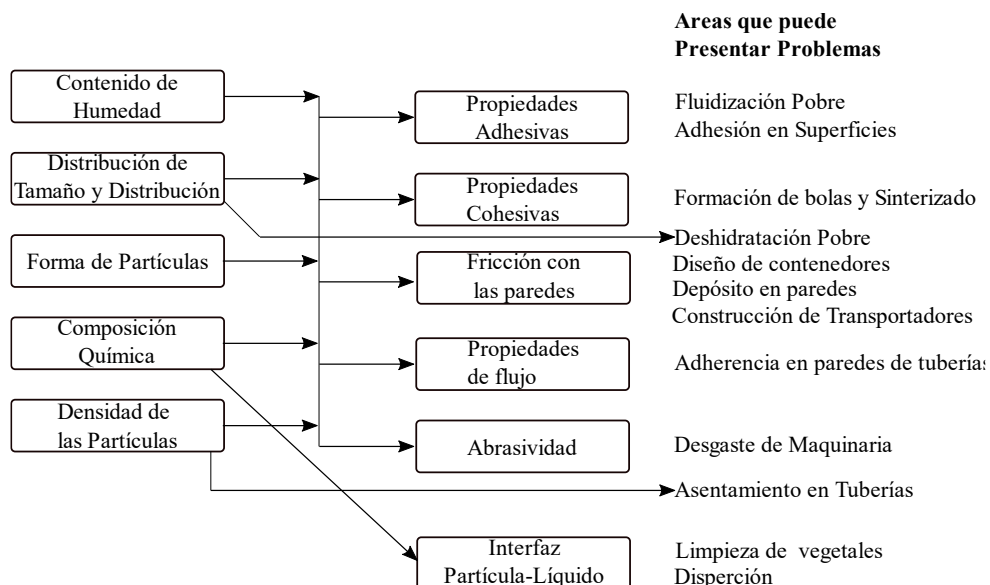 Areas que puede
Presentar Problemas
Contenido de
Humedad
Distribución de
Tamaño y Distribución
Forma de Partículas
Composición
Química
Densidad de
las Partículas
Propiedades
Adhesivas
Propiedades
Cohesivas
Fricción con
las paredes
Propiedades
de flujo
Abrasividad
Interfaz
Partícula-Líquido
Fluidización Pobre
Adhesión en Superficies
Formación de bolas y Sinterizado
Deshidratación Pobre
Diseño de contenedores
Depósito en paredes
Construcción de Transportadores
Adherencia en paredes de tuberías
Desgaste de Maquinaria
Asentamiento en Tuberías
Limpieza de vegetales
Disperción